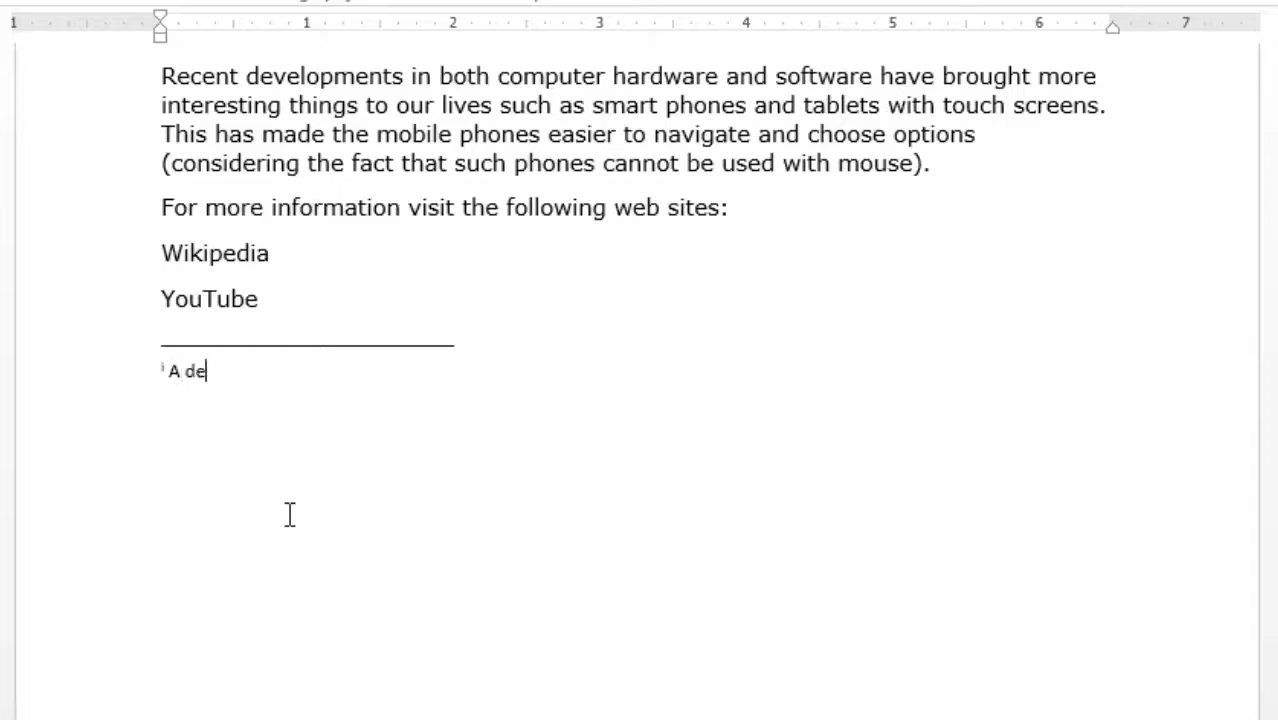 1 1 2 3 4 5 6 7
Recent developments in both computer hardware and software have brought more
interesting things to our lives such as smart phones and tablets with touch screens.
This has made the mobile phones easier to navigate and choose options
(considering the fact that such phones cannot be used with mouse).
For more information visit the following web sites:
Wikipedia
YouTube
i A de